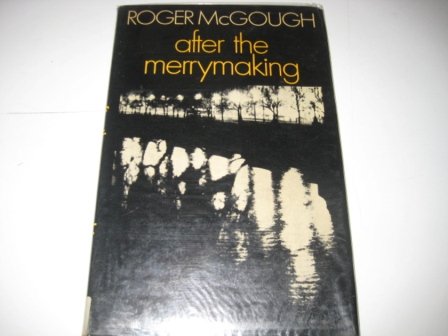 ROGER McGOUGH
after the
merrymaking